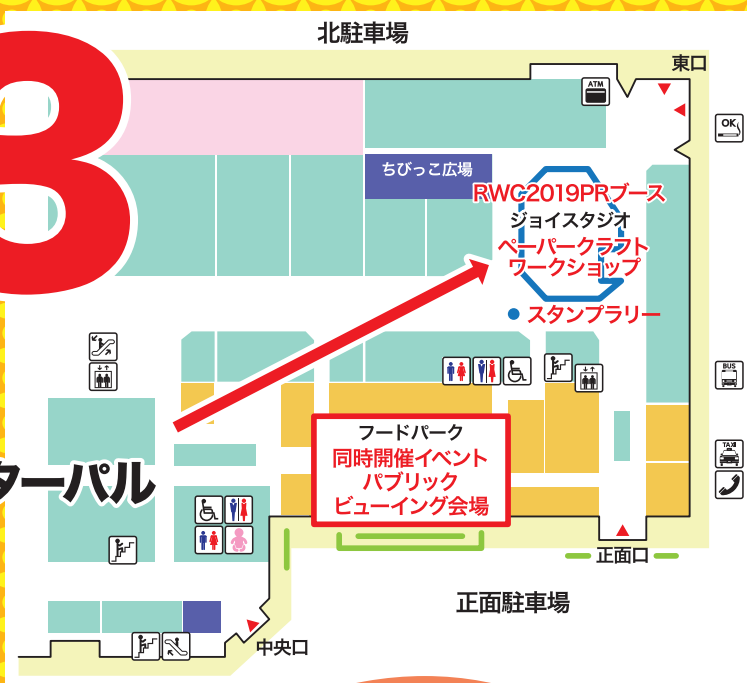 北駐車場
東口
3
ATM
OK
ちびっこ広場
RWC2019PRブース
ジョイスタジオ
ペーパークラフト
ワークショップ
スタンプラリー
BUS
フードパーク
同時開催イベント
パブリック
ビューイング会場
TAXI
ターパル
正面口
正面駐車場
中央口